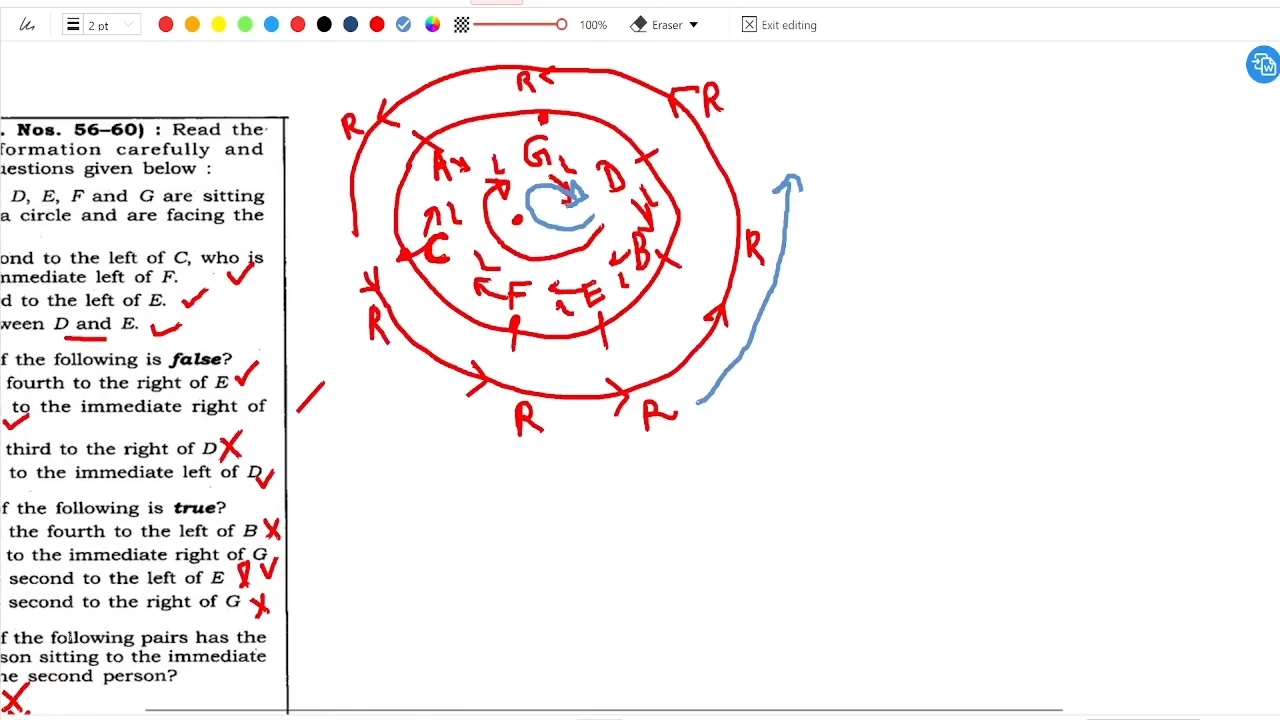 2 pt
100%
Eraser
Exit editing
. Nos. 56–60) : Read the
formation carefully and
uestions given below :
D, E, F and G are sitting
a circle and are facing the
ond to the left of C, who is
mmediate left of F.
d to the left of E.
ween D and E.
f the following is false?
fourth to the right of E
to the immediate right of
third to the right of D
to the immediate left of D
f the following is true?
the fourth to the left of B
to the immediate right of G
second to the left of E
second to the right of G
f the following pairs has the
son sitting to the immediate
he second person?
R
R
R
G
A
L
L
D
L
L
C
B
R
L
L
F
L
E
R
R
R